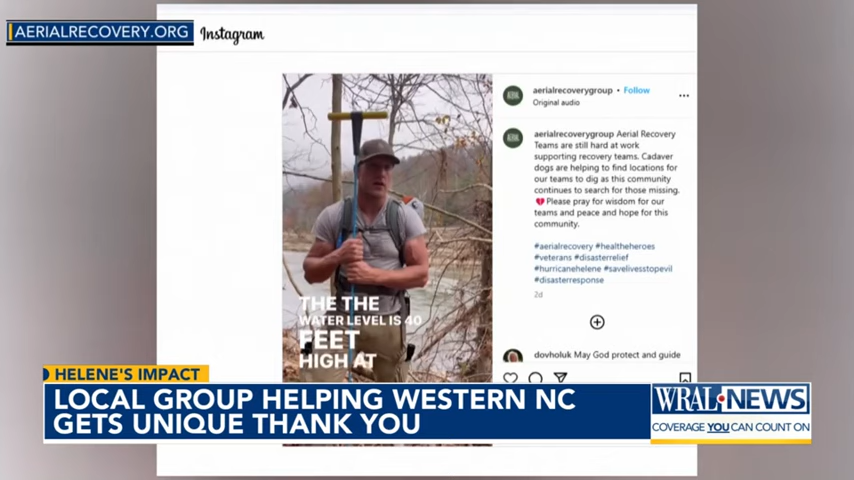 AERIALRECOVERY.ORG
Instagram
aerialrecoverygroup • Follow
Original audio
aerialrecoverygroup Aerial Recovery
Teams are still hard at work
supporting recovery teams. Cadaver
dogs are helping to find locations for
our teams to dig as this community
continues to search for those missing.
💔Please pray for wisdom for our
teams and peace and hope for this
community.
#aerialrecovery #healtheheroes
#veterans #disasterrelief
#hurricanehelene #savelivesstopevil
#disasterresponse
2d
dovholuk May God protect and guide
THE THE
WATER LEVEL IS 40
FEET
HIGH AT
HELENE'S IMPACT
LOCAL GROUP HELPING WESTERN NC
GETS UNIQUE THANK YOU
WRAL NEWS
COVERAGE YOU CAN COUNT ON